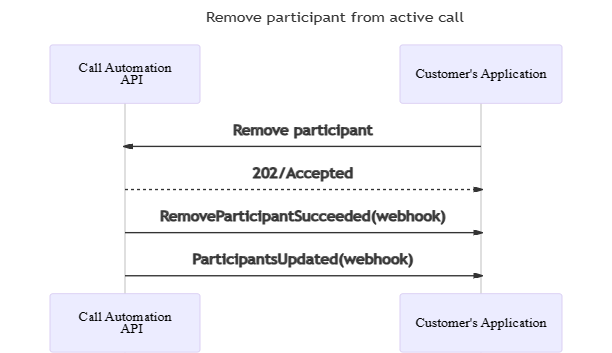 Remove participant from active call
Call Automation
API
Customer's Application
Remove participant
202/Accepted
RemoveParticipantSucceeded(webhook)
ParticipantsUpdated(webhook)
Call Automation
API
Customer's Application